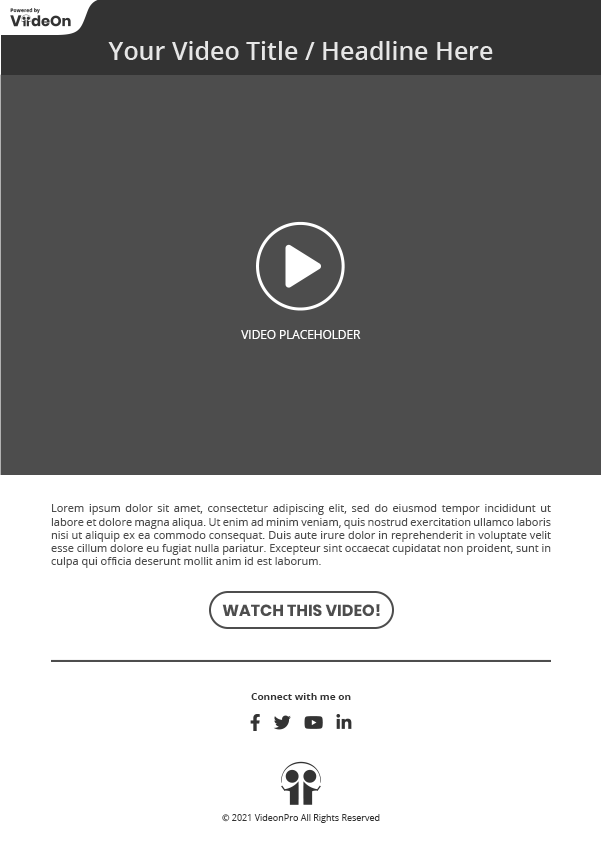 Powered by
ViideOn
Your Video Title / Headline Here
VIDEO PLACEHOLDER
Lorem ipsum dolor sit amet, consectetur adipiscing elit, sed do eiusmod tempor incididunt ut
labore et dolore magna aliqua. Ut enim ad minim veniam, quis nostrud exercitation ullamco laboris
nisi ut aliquip ex ea commodo consequat. Duis aute irure dolor in reprehenderit in voluptate velit
esse cillum dolore eu fugiat nulla pariatur. Excepteur sint occaecat cupidatat non proident, sunt in
culpa qui officia deserunt mollit anim id est laborum.
WATCH THIS VIDEO!
Connect with me on
© 2021 VideonPro All Rights Reserved